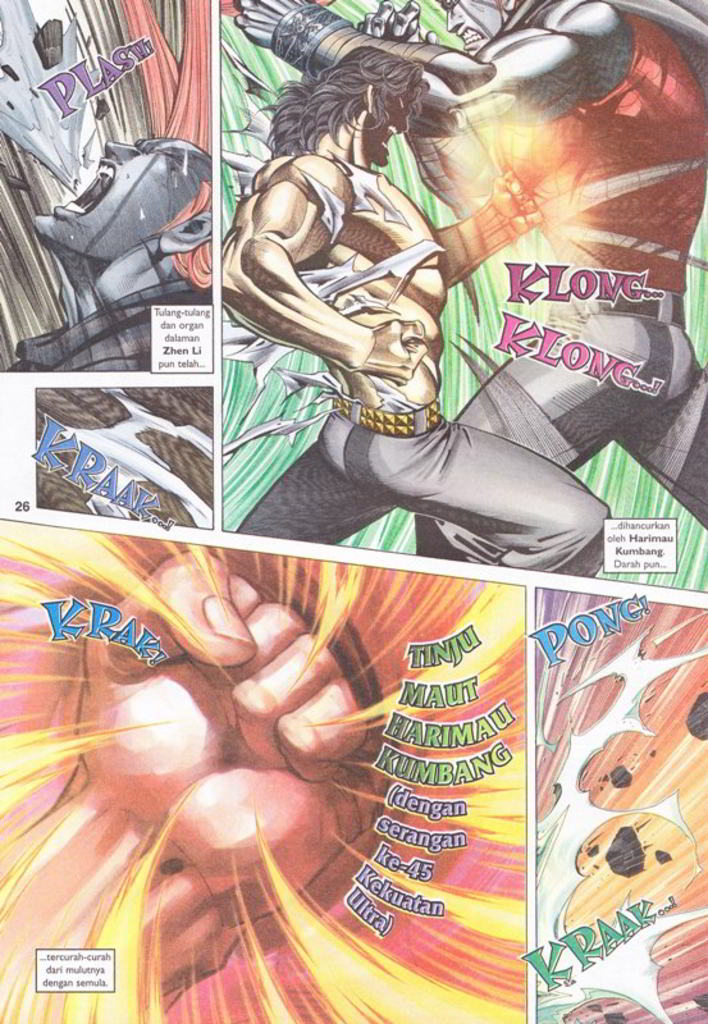 PLASH!
Tulang-tulang
dan organ
dalaman
Zhen Li
pun telah...
KLONG...
KLONG...!
...dihancurkan
oleh Harimau
Kumbang.
Darah pun...
KRAAK...!
26
KRAK!
TINJU
MAUT
HARIMAU
KUMBANG
(dengan
serangan
ke-45
Kekuatan
Ultra)
...tercurah-curah
dari mulutnya
dengan semula.
PONG!
KRAAK...!